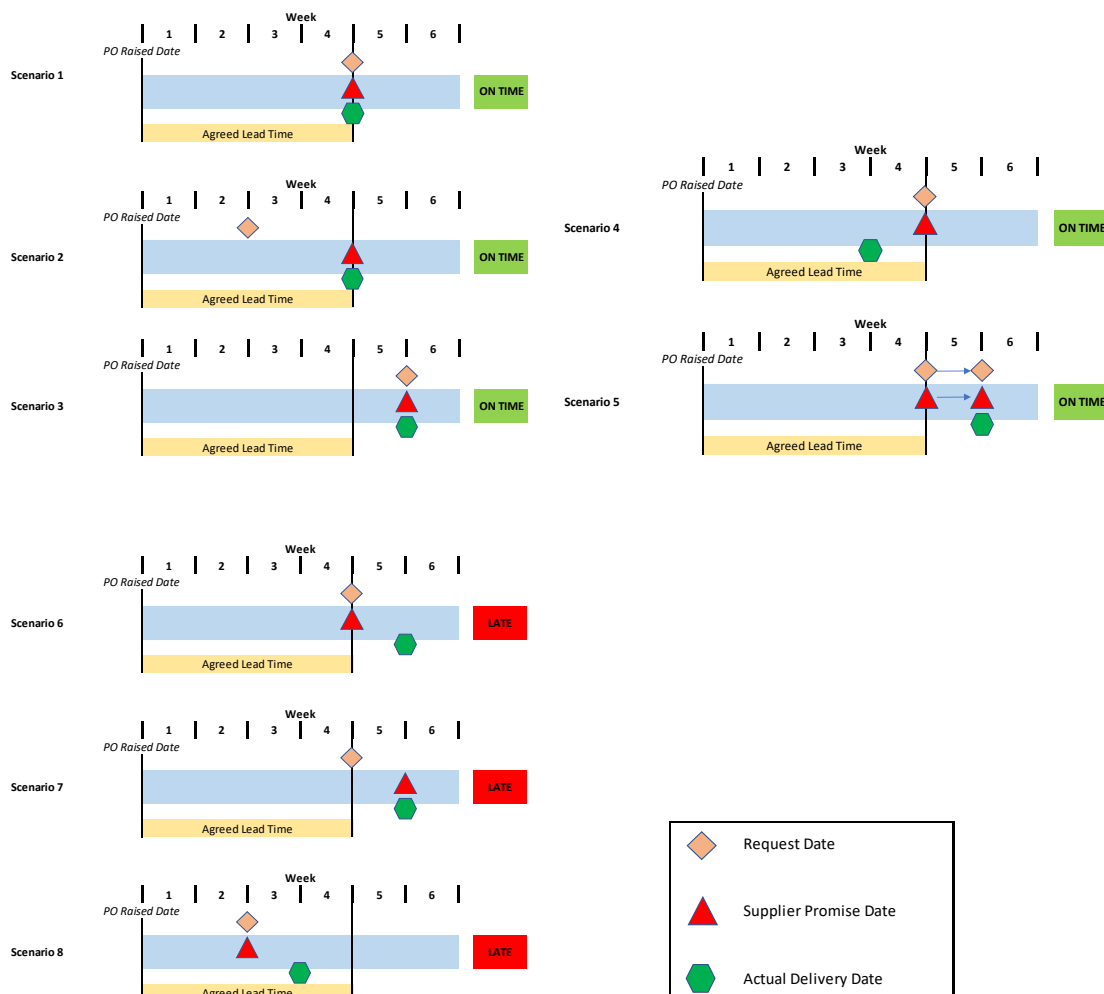 Week
1 2 3 4 5 6
PO Raised Date
Scenario 1
ON TIME
Agreed Lead Time
Week
1 2 3 4 5 6
PO Raised Date
Scenario 2
ON TIME
Agreed Lead Time
1 2 3 4 5 6
PO Raised Date
Scenario 3
ON TIME
Agreed Lead Time
Week
1 2 3 4 5 6
PO Raised Date
Scenario 4
ON TIME
Agreed Lead Time
Week
1 2 3 4 5 6
PO Raised Date
Scenario 5
ON TIME
Agreed Lead Time
Week
1 2 3 4 5 6
PO Raised Date
Scenario 6
LATE
Agreed Lead Time
Week
1 2 3 4 5 6
PO Raised Date
Scenario 7
LATE
Agreed Lead Time
Week
1 2 3 4 5 6
PO Raised Date
Scenario 8
LATE
Agreed Lead Time
Request Date
Supplier Promise Date
Actual Delivery Date